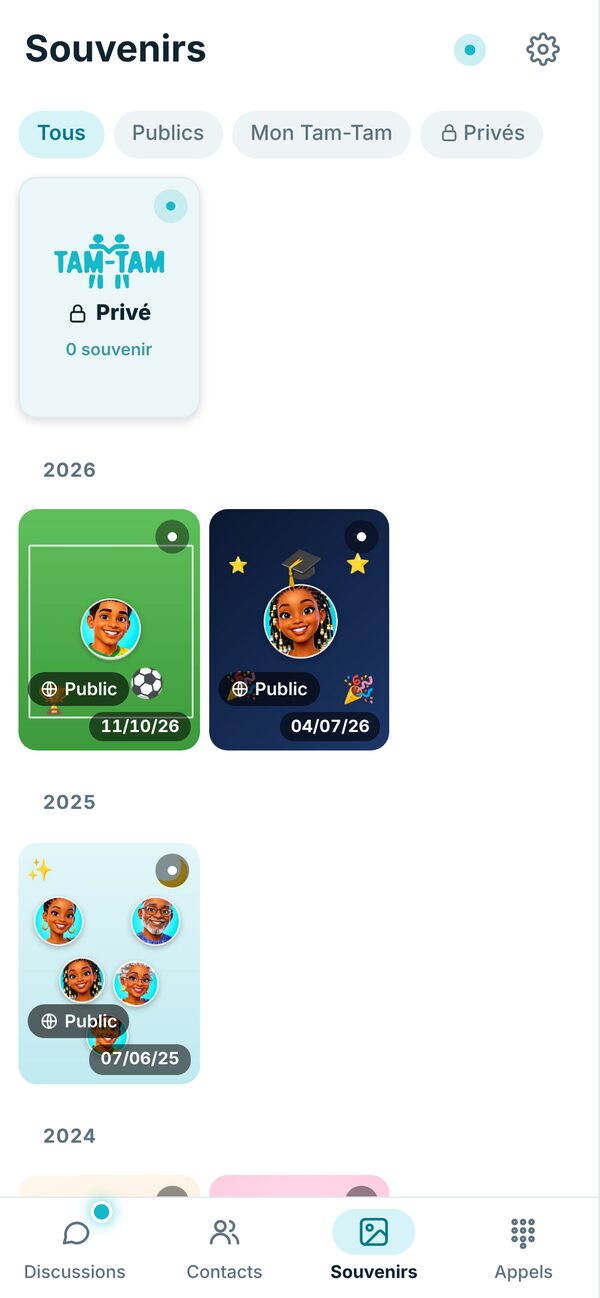 Souvenirs
Tous
Publics
Mon Tam-Tam
Privés
TAM-TAM
Privé
0 souvenir
2026
Public
11/10/26
Public
04/07/26
2025
Public
07/06/25
2024
Discussions
Contacts
Souvenirs
Appels